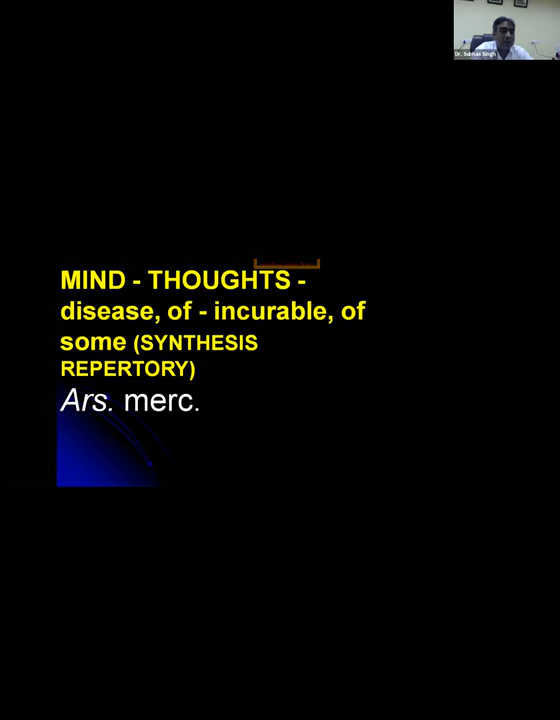 Dr. Subhas Singh
MIND - THOUGHTS -
disease, of - incurable, of
some (SYNTHESIS
REPERTORY)
Ars. merc.